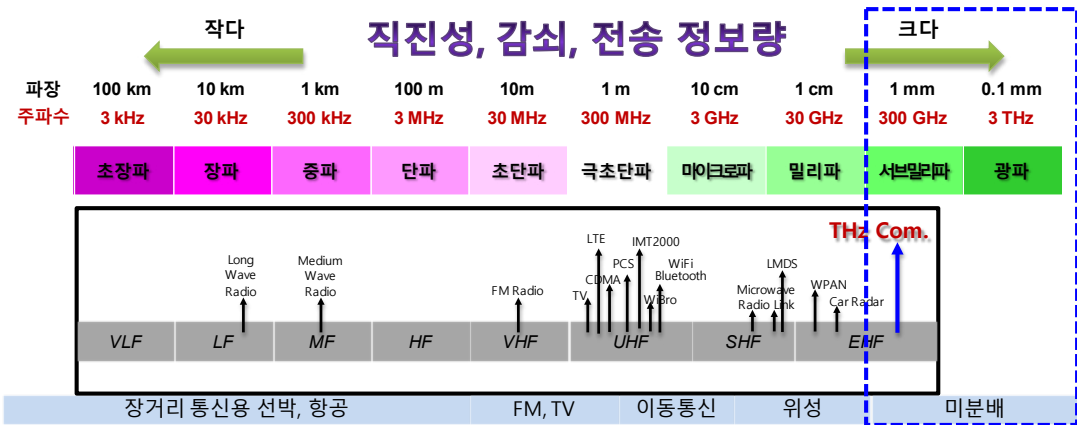 작다
직진성, 감쇠, 전송 정보량
크다
파장 100 km 10 km 1 km 100 m 10m 1 m 10 cm 1 cm 1 mm 0.1 mm
주파수 3 kHz 30 kHz 300 kHz 3 MHz 30 MHz 300 MHz 3 GHz 30 GHz 300 GHz 3 THz
초장파 장파 중파 단파 초단파 극초단파 마이크로파 밀리파 서브밀리파 광파
THz Com.
Long
Wave
Radio
Medium
Wave
Radio
FM Radio
TV
LTE
CDMA
PCS
IMT2000
WiBro
WiFi
Bluetooth
Microwave
Radio Link
LMDS
WPAN
Car Radar
VLF LF MF HF VHF UHF SHF EHF
장거리 통신용 선박, 항공 FM, TV 이동통신 위성 미분배